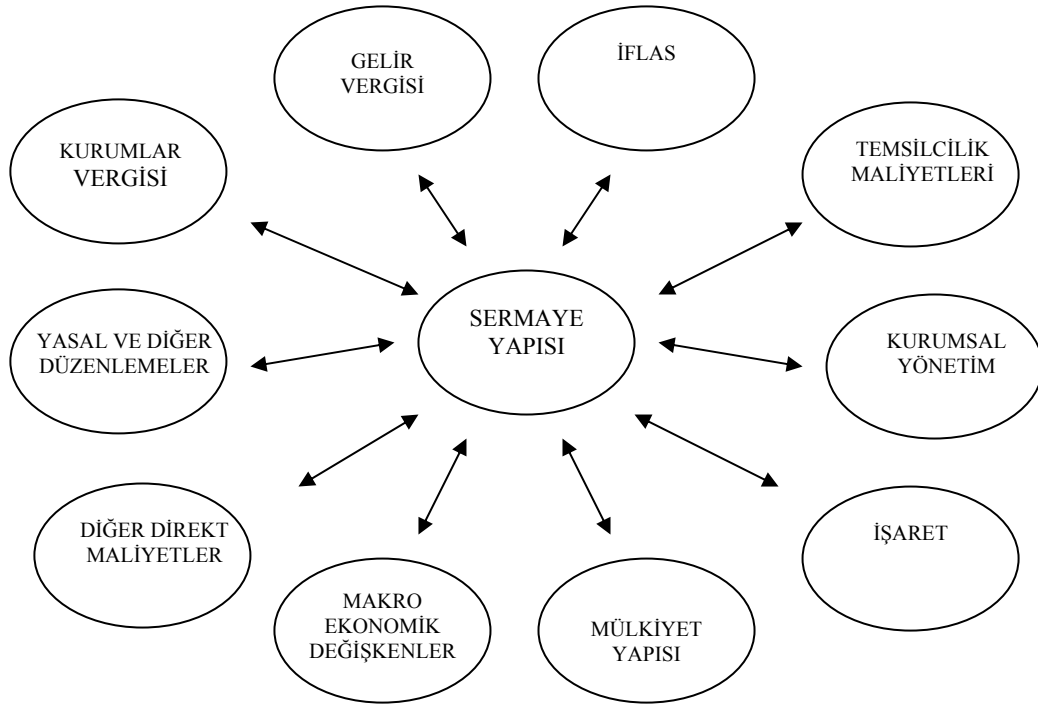 GELİR
VERGİSİ
İFLAS
KURUMLAR
VERGİSİ
TEMSİLCİLİK
MALİYETLERİ
SERMAYE
YAPISI
YASAL VE DİĞER
DÜZENLEMELER
KURUMSAL
YÖNETİM
DİĞER DİREKT
MALİYETLER
İŞARET
MAKRO
EKONOMİK
DEĞİŞKENLER
MÜLKİYET
YAPISI